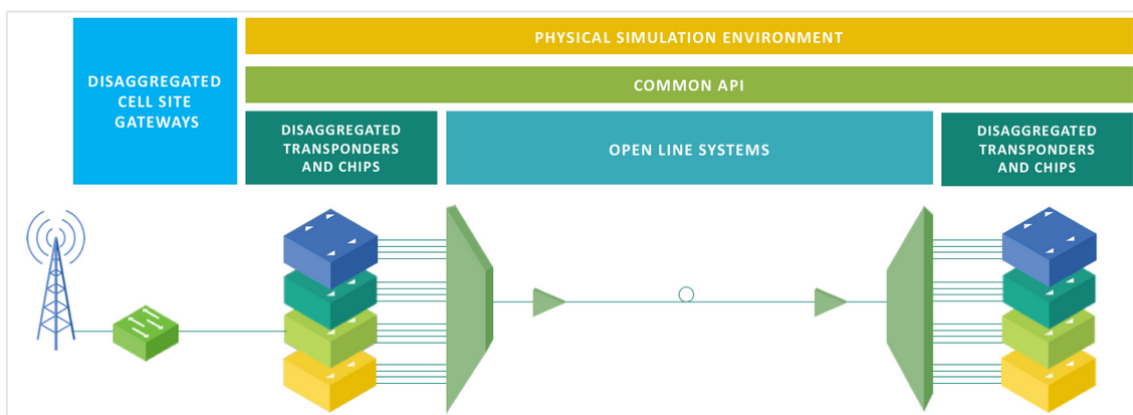 PHYSICAL SIMULATION ENVIRONMENT
DISAGGREGATED
CELL SITE
GATEWAYS
COMMON API
DISAGGREGATED
TRANSPONDERS
AND CHIPS
OPEN LINE SYSTEMS
DISAGGREGATED
TRANSPONDERS
AND CHIPS